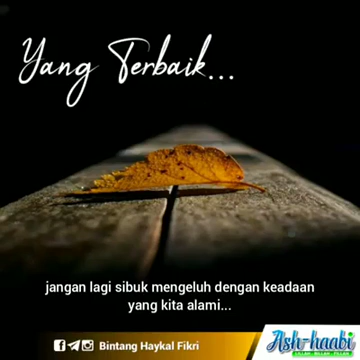 Yang Terbaik...
jangan lagi sibuk mengeluh dengan keadaan
yang kita alami...
Bintang Haykal Fikri
Ash-haabi